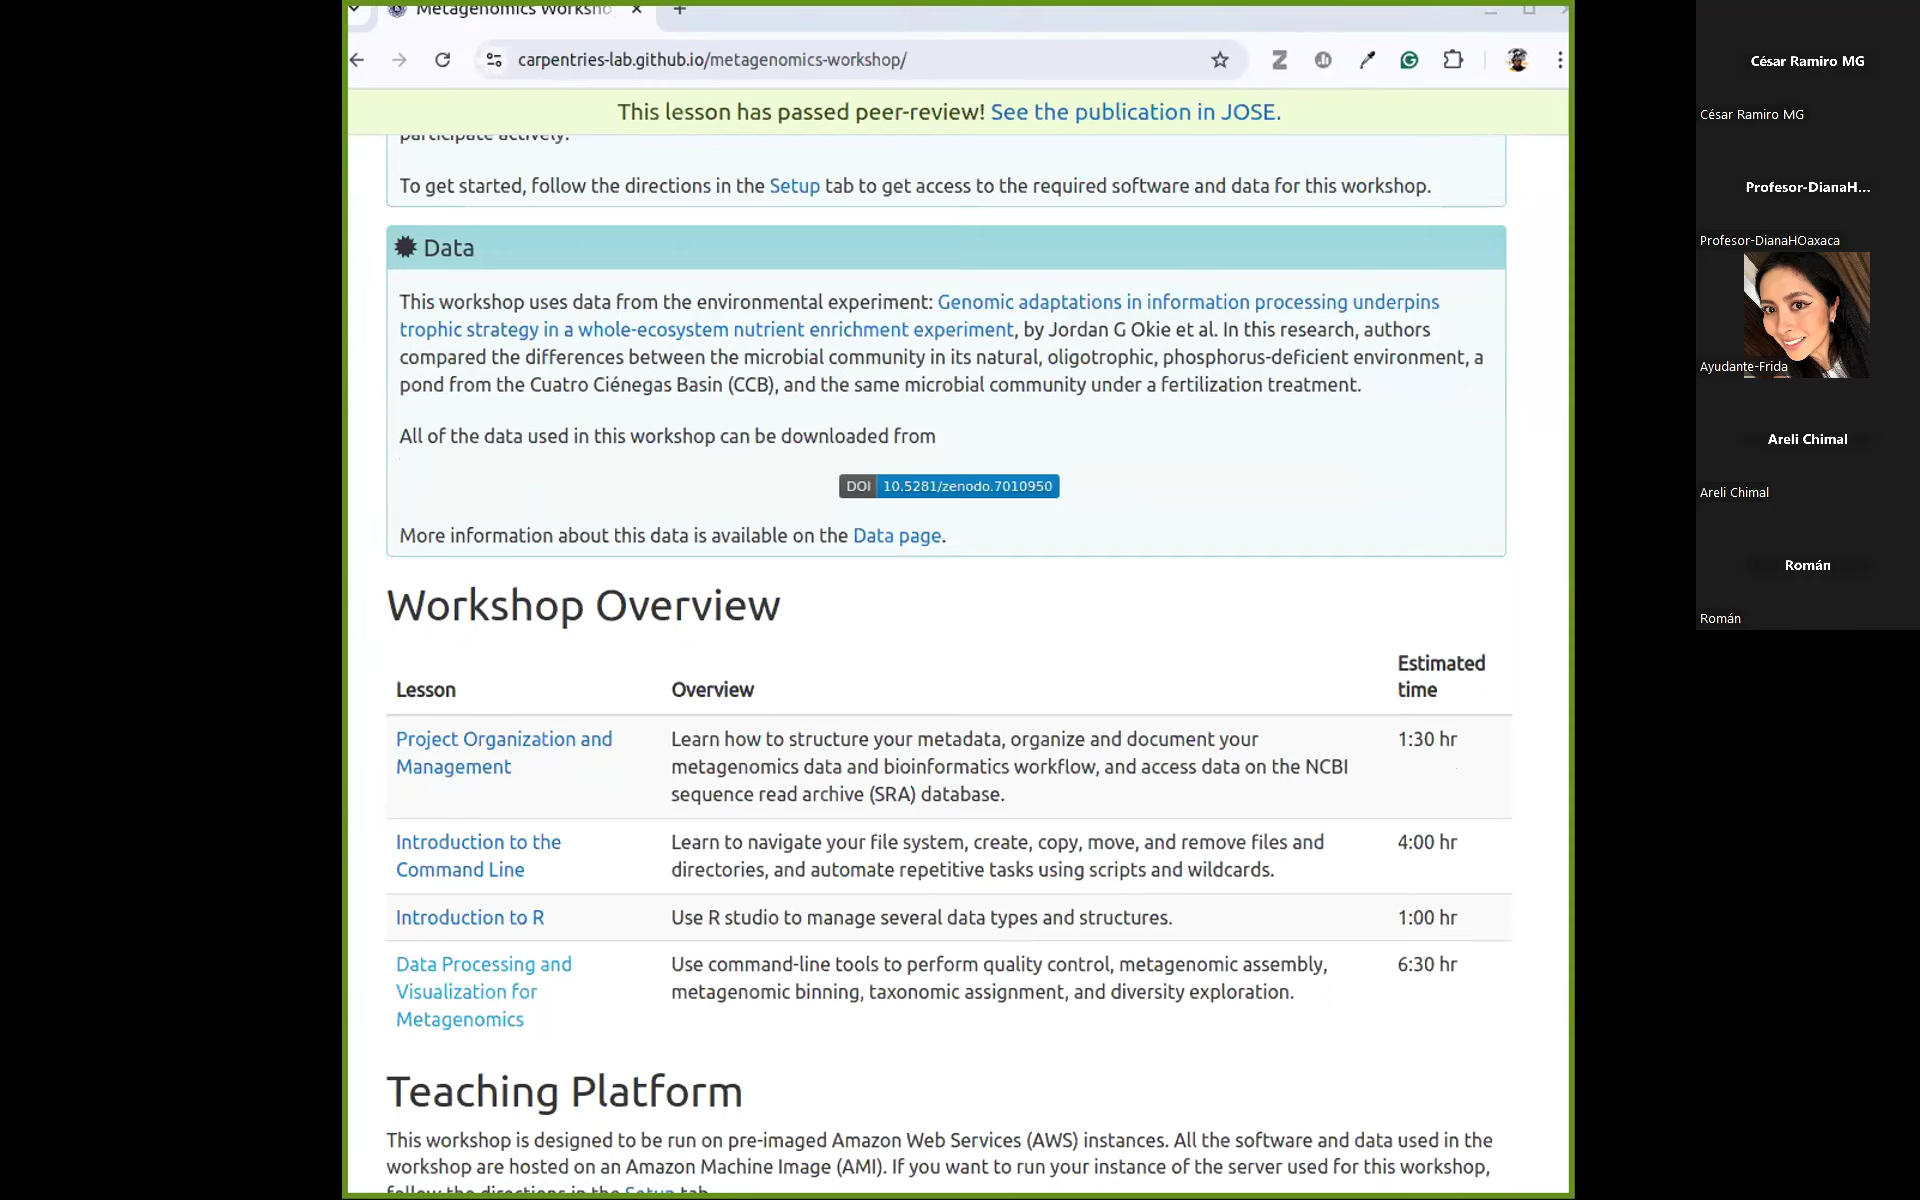 Metagenomics Worksho
carpentries-lab.github.io/metagenomics-workshop/
This lesson has passed peer-review! See the publication in JOSE.
participate actively.
To get started, follow the directions in the Setup tab to get access to the required software and data for this workshop.
Data
This workshop uses data from the environmental experiment: Genomic adaptations in information processing underpins
trophic strategy in a whole-ecosystem nutrient enrichment experiment, by Jordan G Okie et al. In this research, authors
compared the differences between the microbial community in its natural, oligotrophic, phosphorus-deficient environment, a
pond from the Cuatro Ciénegas Basin (CCB), and the same microbial community under a fertilization treatment.
All of the data used in this workshop can be downloaded from
DOI 10.5281/zenodo.7010950
More information about this data is available on the Data page.
Workshop Overview
Lesson Overview Estimated
time
Project Organization and Learn how to structure your metadata, organize and document your 1:30 hr
Management metagenomics data and bioinformatics workflow, and access data on the NCBI
sequence read archive (SRA) database.
Introduction to the Learn to navigate your file system, create, copy, move, and remove files and 4:00 hr
Command Line directories, and automate repetitive tasks using scripts and wildcards.
Introduction to R Use R studio to manage several data types and structures. 1:00 hr
Data Processing and Use command-line tools to perform quality control, metagenomic assembly, 6:30 hr
Visualization for metagenomic binning, taxonomic assignment, and diversity exploration.
Metagenomics
Teaching Platform
This workshop is designed to be run on pre-imaged Amazon Web Services (AWS) instances. All the software and data used in the
workshop are hosted on an Amazon Machine Image (AMI). If you want to run your instance of the server used for this workshop,
follow the directions in the Setup tab
César Ramiro MG
César Ramiro MG
Profesor-DianaH...
Profesor-DianaHOaxaca
Ayudante-Frida
Areli Chimal
Areli Chimal
Román
Román